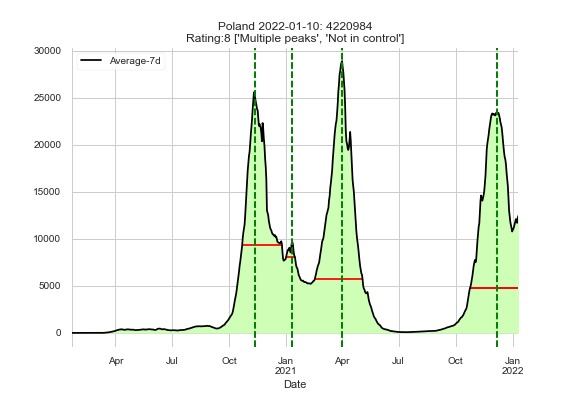 Poland 2022-01-10: 4220984
Rating:8 ['Multiple peaks', 'Not in control']
Average-7d
30000
25000
20000
15000
10000
5000
0
Apr Jul Oct Jan Apr Jul Oct Jan
2021 2022
Date